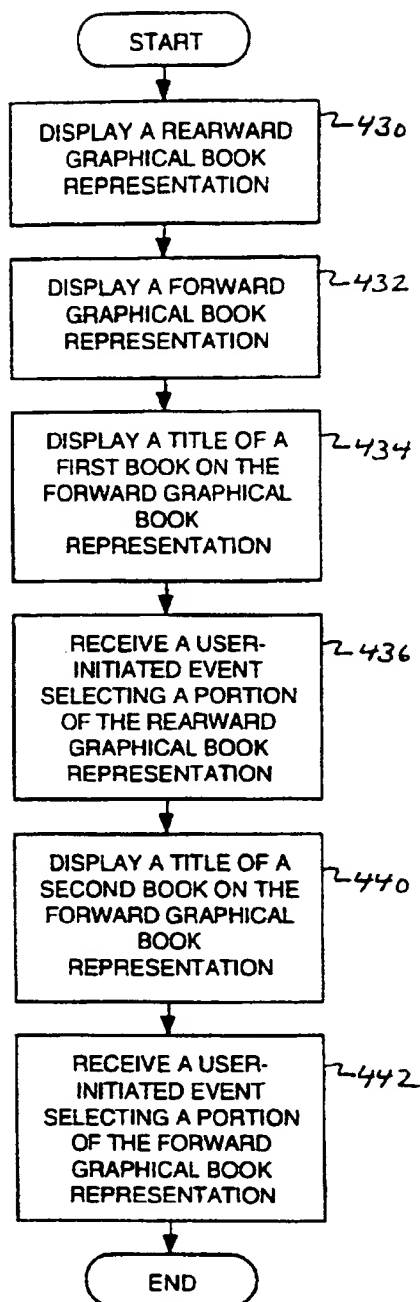 START
DISPLAY A REARWARD
GRAPHICAL BOOK
REPRESENTATION
430
DISPLAY A FORWARD
GRAPHICAL BOOK
REPRESENTATION
432
DISPLAY A TITLE OF A
FIRST BOOK ON THE
FORWARD GRAPHICAL
BOOK
REPRESENTATION
434
RECEIVE A USER-
INITIATED EVENT
SELECTING A PORTION
OF THE REARWARD
GRAPHICAL BOOK
REPRESENTATION
436
DISPLAY A TITLE OF A
SECOND BOOK ON THE
FORWARD GRAPHICAL
BOOK
REPRESENTATION
440
RECEIVE A USER-
INITIATED EVENT
SELECTING A PORTION
OF THE FORWARD
GRAPHICAL BOOK
REPRESENTATION
442
END